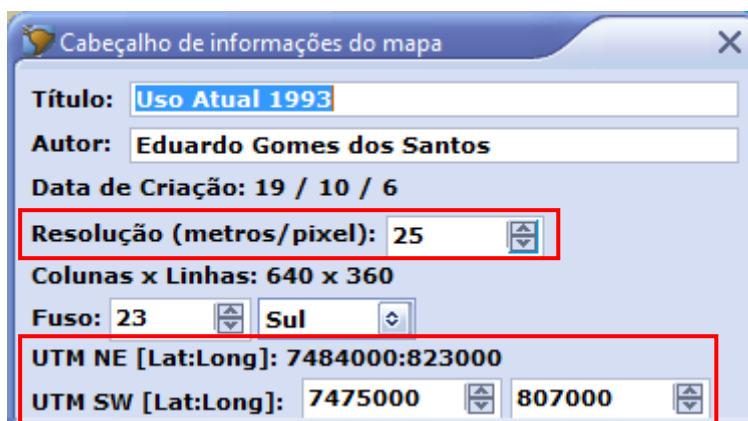 Cabeçalho de informações do mapa
Título: Uso Atual 1993
Autor: Eduardo Gomes dos Santos
Data de Criação: 19 / 10 / 6
Resolução (metros/pixel): 25
Colunas x Linhas: 640 x 360
Fuso: 23 Sul
UTM NE [Lat:Long]: 7484000:823000
UTM SW [Lat:Long]: 7475000 807000